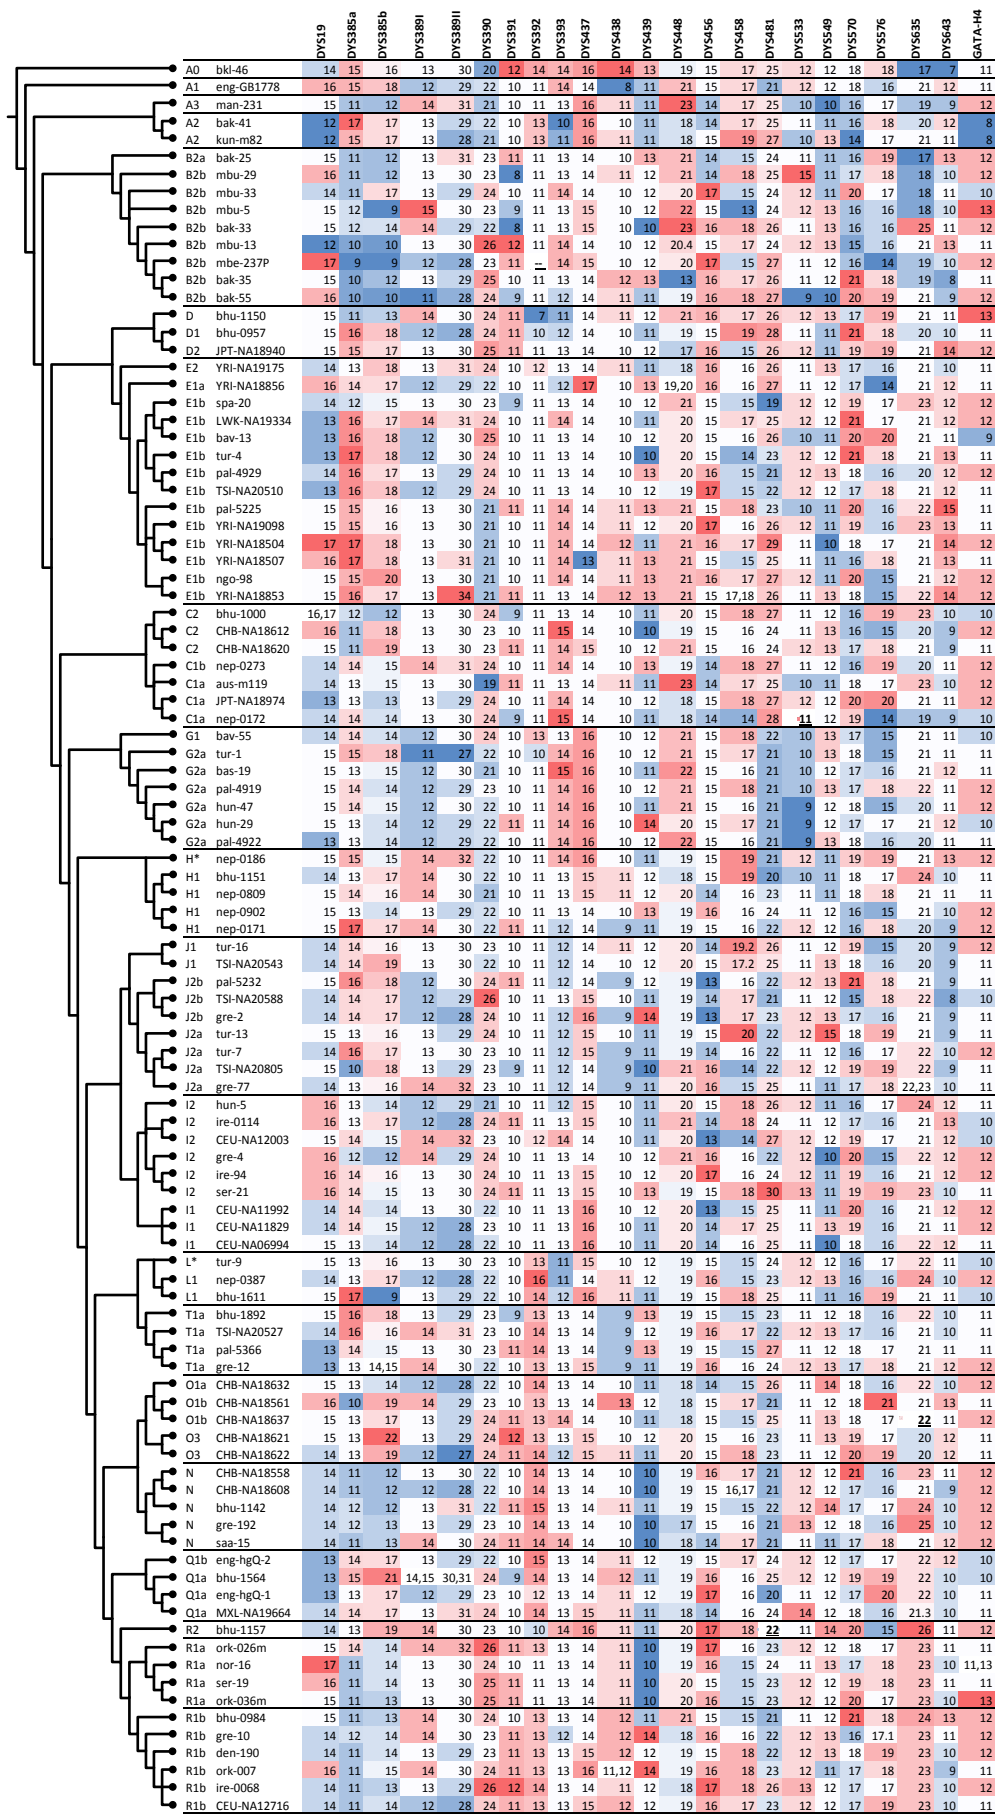 DYS19 DYS385a DYS385b DYS389I DYS389II DYS390 DYS391 DYS392 DYS393 DYS437 DYS438 DYS439 DYS448 DYS456 DYS458 DYS481 DYS533 DYS549 DYS570 DYS576 DYS635 DYS643 GATA-H4
A0 bkl-46 14 15 16 13 30 20 12 14 14 16 14 13 19 15 17 25 12 12 18 18 17 7 11
A1 eng-GB1778 16 15 18 12 29 22 10 11 14 14 8 11 21 15 17 21 12 12 17 16 21 12 11
A3 man-231 15 11 12 14 31 21 10 11 13 16 11 11 23 14 17 25 10 10 16 17 19 9 12
A2 bak-41 12 17 17 12 29 22 10 13 10 16 10 11 18 14 17 25 11 11 16 18 20 12 8
A2 kun-m82 12 15 17 13 28 21 10 13 11 16 11 11 18 15 19 27 10 13 14 17 21 11 8
B2a bak-25 15 11 12 13 31 23 11 11 13 14 10 13 21 14 15 24 11 11 16 19 17 13 12
B2b mbu-29 16 11 12 13 30 23 8 11 13 14 11 12 21 14 18 25 15 11 17 18 18 10 12
B2b mbu-33 14 11 17 13 30 24 10 11 14 14 10 12 20 17 15 26 12 11 20 17 18 11 10
B2b mbu-5 15 12 9 15 30 23 9 11 13 15 10 12 22 16 13 24 12 13 16 16 18 10 13
B2b bak-33 15 12 14 14 29 22 8 11 13 14 10 10 23 16 18 26 11 13 16 16 25 11 12
B2b mbu-13 12 10 10 13 30 26 12 11 14 14 10 12 20.4 15 17 24 12 13 15 16 21 13 11
B2b mbe-237P 17 9 9 12 28 23 11 -- 14 15 10 12 21 17 15 26 12 12 16 14 19 10 12
B2b bak-35 15 10 12 13 29 25 10 11 13 14 12 13 13 16 17 26 11 12 21 18 19 8 11
B2b bak-55 16 10 10 11 28 24 9 11 12 14 11 11 21 16 18 27 9 10 20 19 21 9 12
D bhu-1150 15 11 13 14 30 24 11 7 11 14 11 12 21 16 17 26 12 13 17 19 21 11 13
D1 bhu-0957 15 16 18 12 28 24 11 10 12 14 10 11 19 15 19 28 11 11 21 18 20 10 11
D2 JPT-NA18940 15 15 17 13 30 25 11 11 13 14 10 12 17 16 15 26 12 11 19 19 21 14 12
E2 YRI-NA19175 14 13 18 13 31 24 10 12 13 14 11 11 18 16 16 26 11 13 17 16 21 10 11
E1a YRI-NA18856 16 14 17 12 29 22 10 11 12 17 10 13 19,20 16 16 27 11 12 17 14 21 12 11
E1b spa-20 14 12 15 13 30 23 9 11 13 14 10 12 21 15 15 19 12 12 19 17 23 12 12
E1b LWK-NA19334 13 16 17 14 31 24 10 11 14 14 10 11 20 15 17 25 12 12 21 17 21 11 12
E1b bav-13 13 16 18 12 30 25 10 11 13 14 10 12 20 15 16 26 10 11 20 20 21 11 9
E1b tur-4 13 17 18 12 30 24 10 11 13 14 10 10 20 15 14 23 12 12 21 18 21 13 11
E1b pal-4929 14 16 17 13 29 24 10 11 13 14 10 13 20 16 15 21 12 13 18 16 20 12 12
E1b TSI-NA20510 13 16 18 12 29 24 10 11 13 14 10 12 19 17 15 22 12 12 17 18 21 12 11
E1b pal-5225 15 15 16 13 30 21 11 11 14 14 11 13 21 15 18 23 10 11 20 16 22 15 11
E1b YRI-NA19098 15 15 16 13 30 21 10 11 14 14 11 12 20 17 16 26 12 11 19 16 23 13 11
E1b YRI-NA18504 17 17 18 13 30 21 10 11 14 14 12 11 21 16 17 29 11 10 18 17 21 14 12
E1b YRI-NA18507 16 17 18 13 31 21 10 11 14 13 11 13 21 15 15 25 11 11 16 18 21 13 11
E1b ngo-98 15 15 20 13 30 21 10 11 14 14 11 13 21 16 17 27 11 12 20 15 21 12 11
E1b YRI-NA18853 15 16 17 13 34 21 11 11 13 14 12 13 21 15 17,18 26 11 13 18 15 22 14 12
C2 bhu-1000 16,17 12 12 13 30 24 9 11 13 14 10 11 20 15 18 27 11 12 16 19 23 10 10
C2 CHB-NA18612 16 11 18 13 30 23 10 11 15 14 10 10 19 15 16 24 11 13 16 15 20 9 12
C2 CHB-NA18620 15 11 19 13 30 23 11 11 14 14 10 12 21 15 16 24 12 12 17 18 21 9 11
C1b nep-0273 14 14 15 14 31 24 10 11 14 14 10 13 19 14 18 27 11 12 16 19 20 11 12
C1a aus-m119 14 13 15 13 30 19 11 11 13 14 11 11 23 14 17 25 10 11 18 17 23 11 12
C1a JPT-NA18974 13 13 13 13 29 24 10 11 14 14 10 12 18 15 18 27 12 12 20 20 21 11 12
C1a nep-0172 14 14 14 13 30 24 9 11 15 14 10 11 18 14 14 28 11 12 19 14 19 9 10
G1 bav-55 14 14 14 12 30 22 10 13 13 16 10 12 21 15 18 22 10 13 17 15 21 11 10
G2a tur-1 15 15 18 11 27 22 10 10 14 16 10 12 21 15 17 21 10 12 18 15 21 11 11
G2a bas-19 15 13 15 12 30 21 10 11 15 16 10 11 22 15 16 21 10 12 17 16 21 12 11
G2a pal-4919 15 14 15 12 29 23 10 11 14 16 10 12 21 15 18 21 10 13 17 18 22 11 12
G2a hun-47 15 14 15 12 30 22 10 11 14 16 10 11 21 15 16 21 9 12 18 15 20 11 12
G2a hun-29 15 13 14 12 29 22 11 11 14 16 10 14 20 15 17 21 9 12 17 17 21 12 10
G2a pal-4922 13 13 14 12 29 22 10 11 14 16 10 11 22 15 16 21 9 13 18 16 21 12 11
H* nep-0186 15 15 15 14 32 22 10 11 14 16 10 11 19 15 19 21 12 11 19 19 21 13 12
H1 bhu-1151 14 13 17 14 30 22 10 11 13 15 11 12 18 15 19 20 10 11 18 17 24 10 11
H1 nep-0809 15 14 16 14 30 21 10 11 13 15 11 12 20 14 16 23 11 11 18 18 21 11 11
H1 nep-0902 15 13 14 13 29 22 10 11 13 14 10 13 19 16 16 24 11 12 16 15 21 10 12
H1 nep-0171 15 17 17 14 30 22 11 11 12 14 9 11 19 15 17 23 12 12 18 16 20 9 12
J1 tur-16 14 14 16 13 30 23 10 11 12 14 11 12 20 14 19.2 26 11 12 19 15 20 9 12
J1 TSI-NA20543 14 14 19 13 30 22 10 11 12 14 10 12 20 15 17.2 25 11 13 18 16 20 9 11
J2b pal-5232 15 16 18 12 30 24 11 11 12 14 9 12 19 13 16 22 12 13 21 18 21 9 11
J2b TSI-NA20588 14 14 17 12 29 26 10 11 13 15 10 11 19 14 17 21 11 12 15 18 22 8 10
J2b gre-2 14 14 17 12 28 24 10 11 12 16 9 14 19 13 17 23 12 13 17 16 21 9 11
J2a tur-13 15 13 16 13 29 24 10 11 12 15 10 11 20 16 20 22 12 15 18 19 21 9 11
J2a tur-7 14 16 17 13 30 23 10 11 12 15 9 11 19 14 16 22 11 12 16 17 22 10 12
J2a TSI-NA20805 15 10 18 13 29 23 9 11 12 14 9 10 21 16 14 22 12 12 19 19 22 9 11
J2a gre-77 14 13 16 14 32 23 10 11 12 14 9 11 20 16 15 25 11 11 17 18 22,23 10 11
I2 hun-5 16 13 14 12 29 21 10 11 12 15 10 11 20 15 18 26 12 11 16 17 24 12 11
I2 ire-0114 16 13 17 12 28 24 11 11 13 15 10 11 21 14 18 24 12 12 17 16 21 13 10
I2 CEU-NA12003 15 14 15 14 32 23 10 12 14 14 10 11 20 13 14 27 12 12 19 17 21 12 10
I2 gre-4 16 12 12 14 29 24 10 11 13 14 10 12 21 16 16 22 12 10 20 15 22 12 12
I2 ire-94 16 14 16 13 30 24 10 11 13 15 10 12 20 17 16 24 12 11 19 16 21 11 12
I2 ser-21 16 14 15 13 30 24 11 11 13 15 10 13 19 15 18 30 13 11 19 19 23 10 11
I1 CEU-NA11992 14 14 14 13 30 22 10 11 13 16 10 11 20 13 15 25 11 12 20 16 21 12 12
I1 CEU-NA11829 14 14 15 12 28 23 10 11 13 16 10 11 20 14 17 25 11 13 19 16 21 11 12
I1 CEU-NA06994 15 13 14 12 28 22 10 11 13 16 10 11 20 14 16 25 11 10 18 16 22 12 11
L* tur-9 15 13 16 13 30 24 10 13 11 15 10 12 19 15 15 24 12 13 16 16 21 12 10
L1 nep-0387 14 13 17 12 28 22 10 16 11 14 11 12 19 16 15 23 12 13 16 16 24 12 10
L1 bhu-1611 15 17 9 13 29 22 10 14 12 16 11 12 19 15 18 25 11 11 16 19 21 12 10
T1a bhu-1892 15 16 18 13 30 23 9 13 13 14 9 13 19 15 15 23 11 12 18 16 22 10 11
T1a TSI-NA20527 14 16 16 14 31 23 10 14 13 14 9 12 19 16 17 22 12 13 17 16 21 10 11
T1a pal-5366 13 14 15 13 30 23 11 14 13 14 9 13 19 15 15 27 11 12 18 16 21 12 11
T1a gre-12 13 13 14,15 14 30 22 10 13 13 15 9 11 19 16 16 24 12 13 17 18 21 12 12
O1a CHB-NA18632 15 13 14 12 28 22 10 14 13 14 10 11 18 14 15 26 11 14 18 16 22 10 12
O1b CHB-NA18561 16 10 19 14 29 25 10 14 13 14 13 12 18 15 17 25 11 12 16 21 21 13 11
O1b CHB-NA18637 15 13 17 13 29 24 11 13 14 14 10 11 18 15 15 25 11 13 18 17 22 11 12
O3 CHB-NA18621 15 13 22 13 29 24 12 13 13 14 10 11 21 15 16 23 11 13 19 17 20 12 11
O3 CHB-NA18622 14 13 19 12 27 24 11 14 12 15 11 11 20 15 18 23 11 12 20 19 20 12 11
N CHB-NA18558 14 11 12 13 30 22 10 14 13 14 10 10 19 16 17 21 12 12 21 16 23 11 12
N CHB-NA18608 14 11 12 12 28 22 10 14 13 14 10 10 19 15 16,17 21 11 12 18 16 21 9 12
N bhu-1142 14 12 12 13 31 22 11 15 13 14 11 11 19 15 15 22 12 14 17 15 24 10 11
N gre-192 14 12 13 13 29 23 10 14 13 14 10 10 17 15 16 21 13 12 18 16 25 10 12
N saa-15 14 11 13 14 30 24 11 14 14 14 10 10 18 14 17 21 11 12 17 18 22 11 12
Q1b eng-hgQ-2 13 14 17 13 29 22 10 15 13 14 11 12 20 15 17 24 12 12 17 17 22 12 10
Q1a bhu-1564 13 15 21 14,15 30,31 24 9 14 13 14 12 11 19 16 16 25 12 12 17 17 22 12 10
Q1a eng-hgQ-1 13 13 17 12 29 23 10 12 13 14 11 12 19 17 16 20 11 12 17 20 22 10 11
Q1a MXL-NA19664 14 14 17 13 31 24 10 14 13 15 11 11 18 14 16 24 14 12 18 16 21.3 10 11
R2 bhu-1157 14 13 19 14 30 23 10 10 14 16 11 11 20 17 18 22 11 14 20 15 26 11 12
R1a ork-026m 15 14 14 14 32 26 11 11 13 14 11 10 19 17 16 23 12 12 18 17 23 11 11
R1a nor-16 17 11 14 13 30 24 10 11 13 14 11 10 19 16 15 24 11 13 17 18 23 10 11,13
R1a ser-19 16 11 14 13 30 25 11 11 13 14 11 10 20 15 15 23 12 12 19 18 23 11 11
R1a ork-036m 15 11 13 13 30 25 11 11 13 14 11 10 20 16 15 23 12 12 20 17 23 10 13
R1b bhu-0984 15 11 13 14 30 24 10 13 13 14 12 11 21 15 15 21 11 12 21 18 24 13 12
R1b gre-10 14 12 14 14 30 24 11 13 12 14 12 14 19 16 16 22 12 13 16 17.1 23 11 12
R1b den-190 14 11 14 13 29 23 11 13 13 15 12 12 19 15 18 22 12 13 18 19 23 10 12
R1b ork-007 16 11 15 14 30 24 11 13 13 16 11,12 14 19 15 18 23 12 11 17 18 23 9 11
R1b ire-0068 14 11 13 13 29 26 12 14 13 14 11 12 18 17 18 26 13 12 17 17 23 10 12
R1b CEU-NA12716 14 11 14 12 28 24 11 13 13 15 12 12 19 16 17 23 12 12 17 18 23 10 11